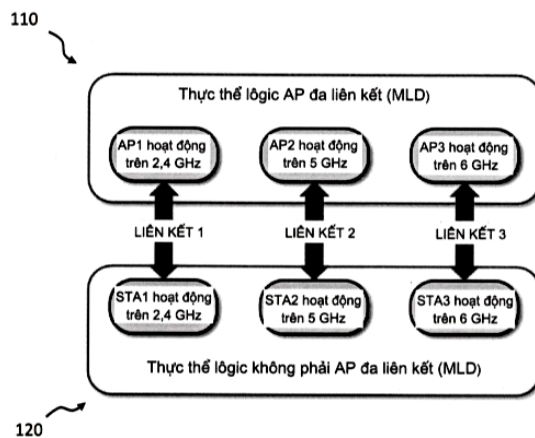 110
Thực thể lôgic AP đa liên kết (MLD)
AP1 hoạt động
trên 2,4 GHz
AP2 hoạt động
trên 5 GHz
AP3 hoạt động
trên 6 GHz
LIÊN KẾT 1
LIÊN KẾT 2
LIÊN KẾT 3
STA1 hoạt động
trên 2,4 GHz
STA2 hoạt động
trên 5 GHz
STA3 hoạt động
trên 6 GHz
Thực thể lôgic không phải AP đa liên kết (MLD)
120